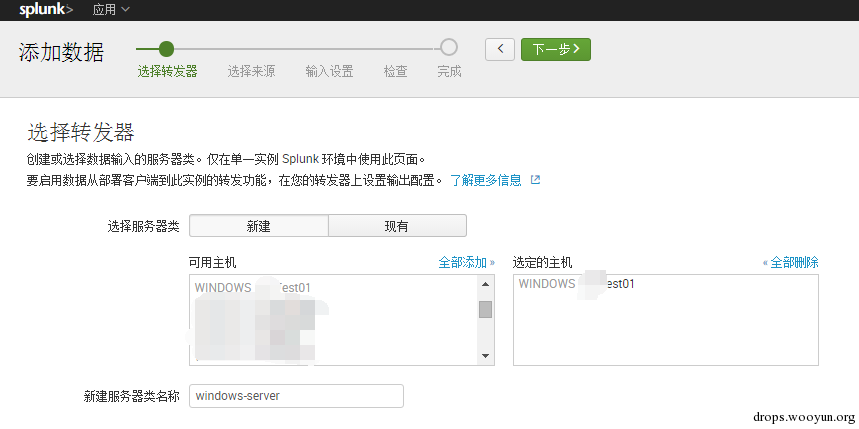 splunk> 应用
添加数据
选择转发器 选择来源 输入设置 检查 完成
< 下一步 >
选择转发器
创建或选择数据输入的服务器类。仅在单一实例 Splunk 环境中使用此页面。
要启用数据从部署客户端到此实例的转发功能，在您的转发器上设置输出配置。 了解更多信息
选择服务器类 新建 现有
可用主机 全部添加 » 选定的主机 « 全部删除
WINDOWS est01 WINDOWS est01
新建服务器类名称 windows-server
drops.wooyun.org